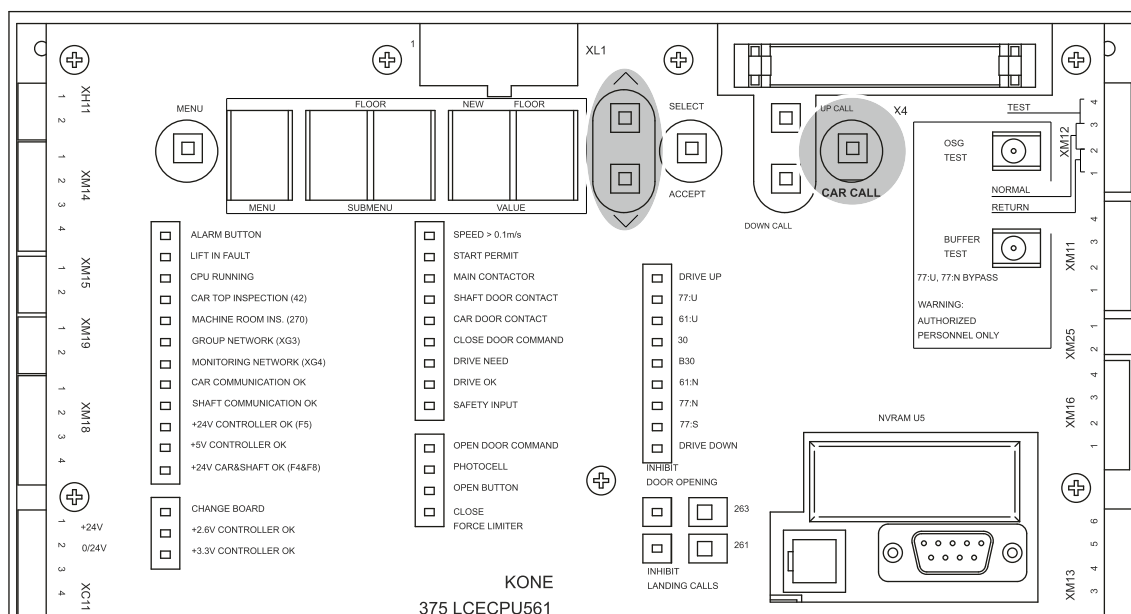 1
XL1
XH11
1
2
MENU
FLOOR
NEW FLOOR
SELECT
UP CALL
X4
TEST
4
3
2
1
XM12
OSG
TEST
MENU
SUBMENU
VALUE
ACCEPT
CAR CALL
DOWN CALL
NORMAL
RETURN
XM14
1
2
3
4
ALARM BUTTON
LIFT IN FAULT
CPU RUNNING
CAR TOP INSPECTION (42)
MACHINE ROOM INS. (270)
GROUP NETWORK (XG3)
MONITORING NETWORK (XG4)
CAR COMMUNICATION OK
SHAFT COMMUNICATION OK
+24V CONTROLLER OK (F5)
+5V CONTROLLER OK
+24V CAR&SHAFT OK (F4&F8)
CHANGE BOARD
+2.6V CONTROLLER OK
+3.3V CONTROLLER OK
SPEED > 0.1m/s
START PERMIT
MAIN CONTACTOR
SHAFT DOOR CONTACT
CAR DOOR CONTACT
CLOSE DOOR COMMAND
DRIVE NEED
DRIVE OK
SAFETY INPUT
OPEN DOOR COMMAND
PHOTOCELL
OPEN BUTTON
CLOSE
FORCE LIMITER
DRIVE UP
77:U
61:U
30
B30
61:N
77:N
77:S
DRIVE DOWN
INHIBIT
DOOR OPENING
263
261
INHIBIT
LANDING CALLS
BUFFER
TEST
77:U, 77:N BYPASS
WARNING:
AUTHORIZED
PERSONNEL ONLY
NVRAM U5
XM15
1
2
XM19
1
2
XM18
1
2
3
4
1 +24V
2 0/24V
3
4
XC11
XM11
4
3
2
1
XM25
1
2
XM16
4
3
2
1
6
5
4
3
XM13
KONE
375 LCECPU561